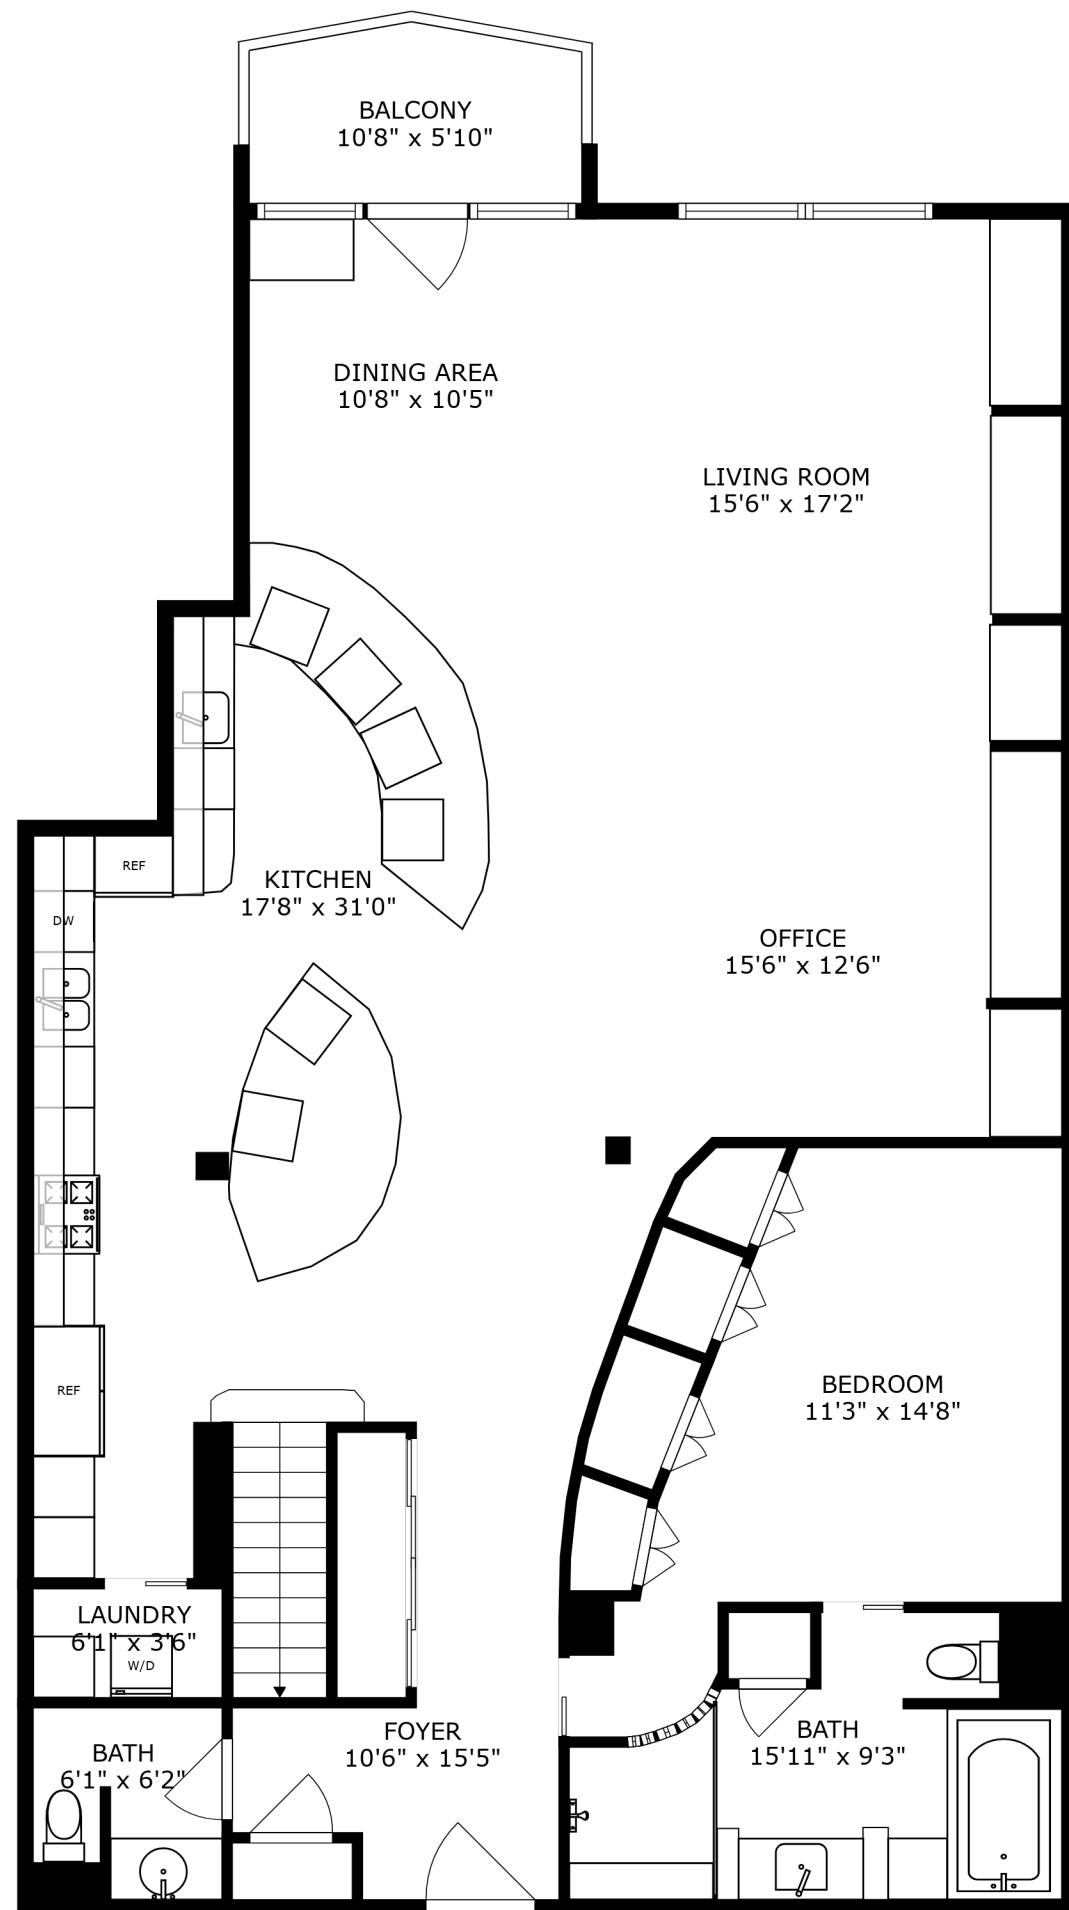 BALCONY
10'8" x 5'10"
DINING AREA
10'8" x 10'5"
LIVING ROOM
15'6" x 17'2"
REF
KITCHEN
17'8" x 31'0"
DW
OFFICE
15'6" x 12'6"
REF
BEDROOM
11'3" x 14'8"
LAUNDRY
6'1" x 3'6"
W/D
FOYER
10'6" x 15'5"
BATH
15'11" x 9'3"
BATH
6'1" x 6'2"